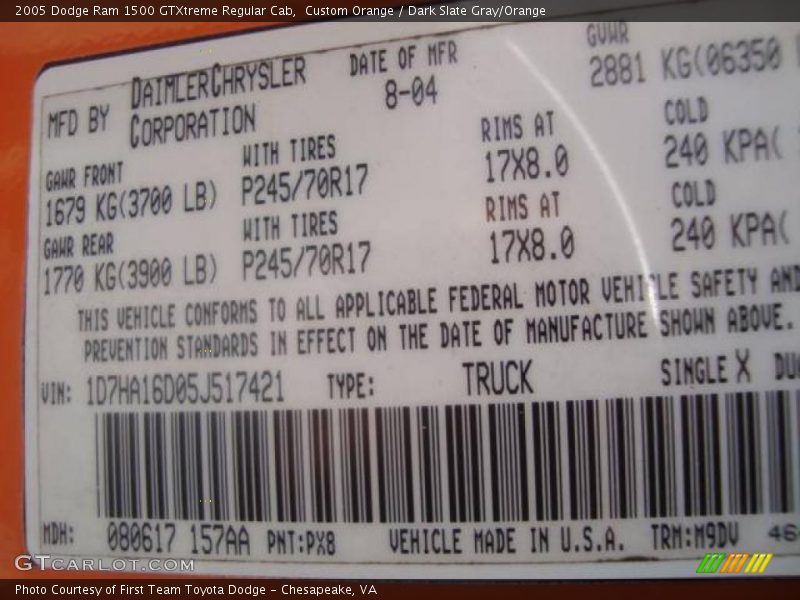 2005 Dodge Ram 1500 GTXtreme Regular Cab, Custom Orange / Dark Slate Gray/Orange
MFD BY DAIMLERCHRYSLER CORPORATION
DATE OF MFR 8-04
GVWR 2881 KG(06350
GAWR FRONT WITH TIRES RIMS AT COLD
1679 KG(3700 LB) P245/70R17 17X8.0 240 KPA(
GAWR REAR WITH TIRES RIMS AT COLD
1770 KG(3900 LB) P245/70R17 17X8.0 240 KPA(
THIS VEHICLE CONFORMS TO ALL APPLICABLE FEDERAL MOTOR VEHICLE SAFETY AND
PREVENTION STANDARDS IN EFFECT ON THE DATE OF MANUFACTURE SHOWN ABOVE.
VIN: 1D7HA16D05J517421 TYPE: TRUCK SINGLE X
MDH: 080617 157AA PNT:PX8 VEHICLE MADE IN U.S.A. TRM:M9DV 46
GTCARLOT.COM
Photo Courtesy of First Team Toyota Dodge - Chesapeake, VA